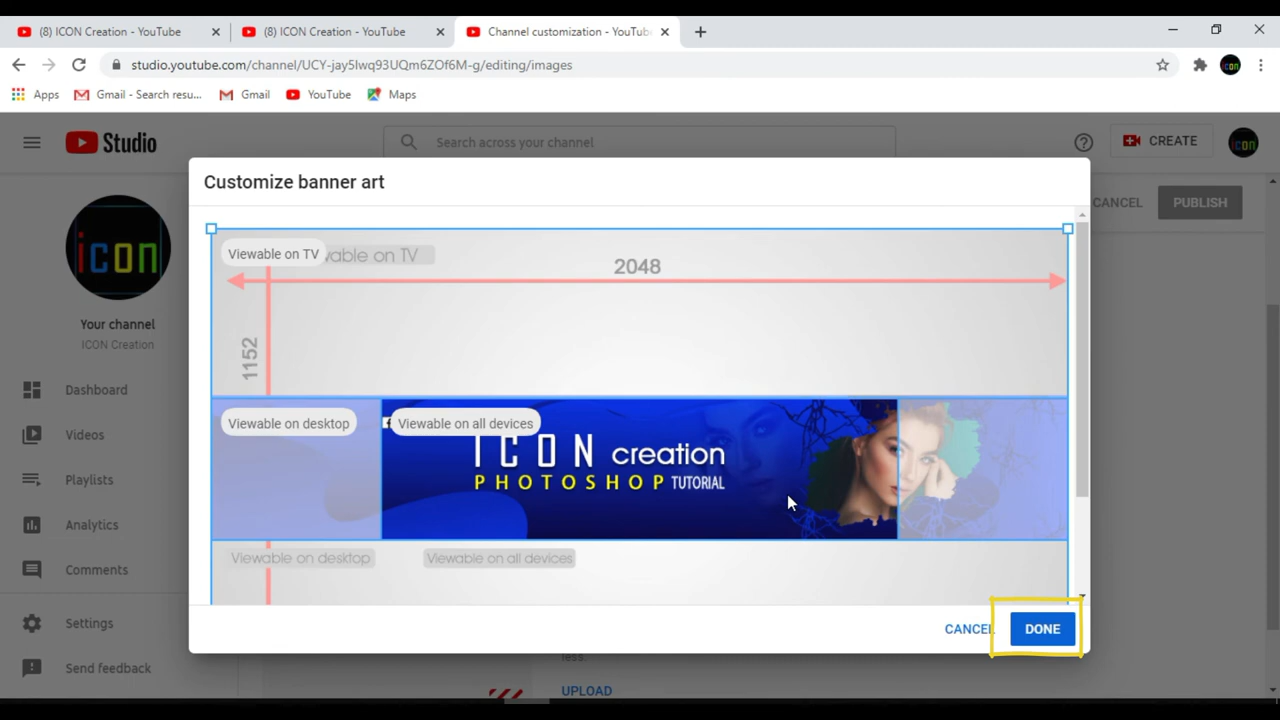 (8) ICON Creation - YouTube
(8) ICON Creation - YouTube
Channel customization - YouTub
studio.youtube.com/channel/UCY-jay5lwq93UQm6ZOf6M-g/editing/images
Apps
Gmail - Search resu...
Gmail
YouTube
Maps
Studio
Search across your channel
CREATE
icon
icon
Your channel
ICON Creation
Dashboard
Videos
Playlists
Analytics
Comments
Settings
Send feedback
CANCEL
PUBLISH
Customize banner art
Viewable on TV
able on TV
2048
1152
Viewable on desktop
Viewable on all devices
ICON creation
PHOTOSHOP TUTORIAL
Viewable on desktop
Viewable on all devices
CANCEL
DONE
less.
UPLOAD